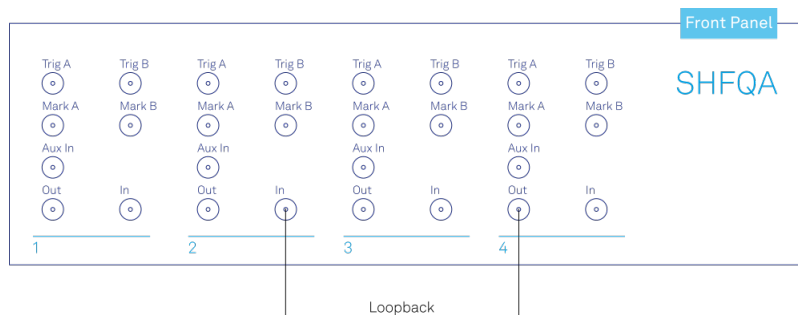 Front Panel
SHFQA
Trig A Trig B Trig A Trig B Trig A Trig B Trig A Trig B
Mark A Mark B Mark A Mark B Mark A Mark B Mark A Mark B
Aux In Aux In Aux In Aux In
Out In Out In Out In Out In
1 2 3 4
Loopback